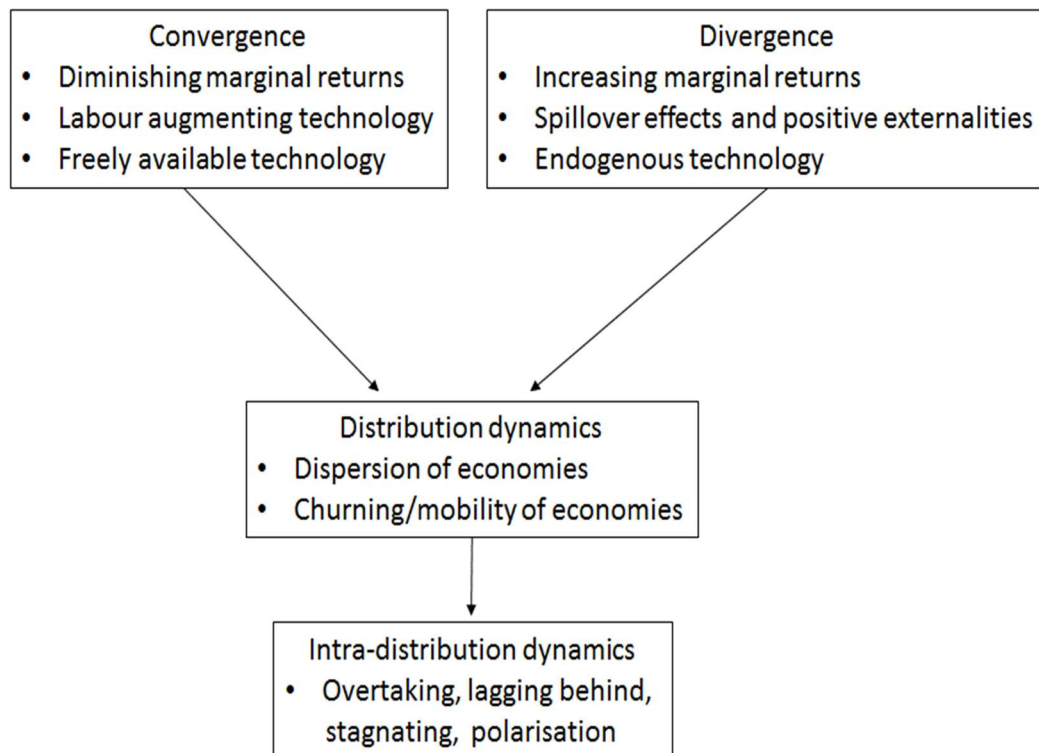 Convergence
• Diminishing marginal returns
• Labour augmenting technology
• Freely available technology
Divergence
• Increasing marginal returns
• Spillover effects and positive externalities
• Endogenous technology
Distribution dynamics
• Dispersion of economies
• Churning/mobility of economies
Intra-distribution dynamics
• Overtaking, lagging behind,
stagnating, polarisation